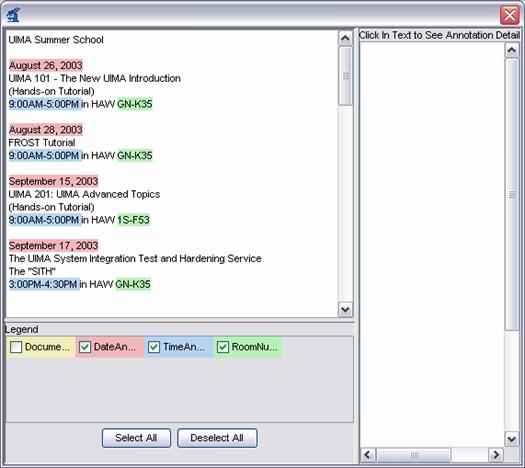 UIMA Summer School
August 26, 2003
UIMA 101 - The New UIMA Introduction
(Hands-on Tutorial)
9:00AM-5:00PM in HAW GN-K35
August 28, 2003
FROST Tutorial
9:00AM-5:00PM in HAW GN-K35
September 15, 2003
UIMA 201: UIMA Advanced Topics
(Hands-on Tutorial)
9:00AM-5:00PM in HAW 1S-F53
September 17, 2003
The UIMA System Integration Test and Hardening Service
The "SITH"
3:00PM-4:30PM in HAW GN-K35
Click In Text to See Annotation Detail
Legend
Docume... DateAn... TimeAn... RoomNu...
Select All Deselect All